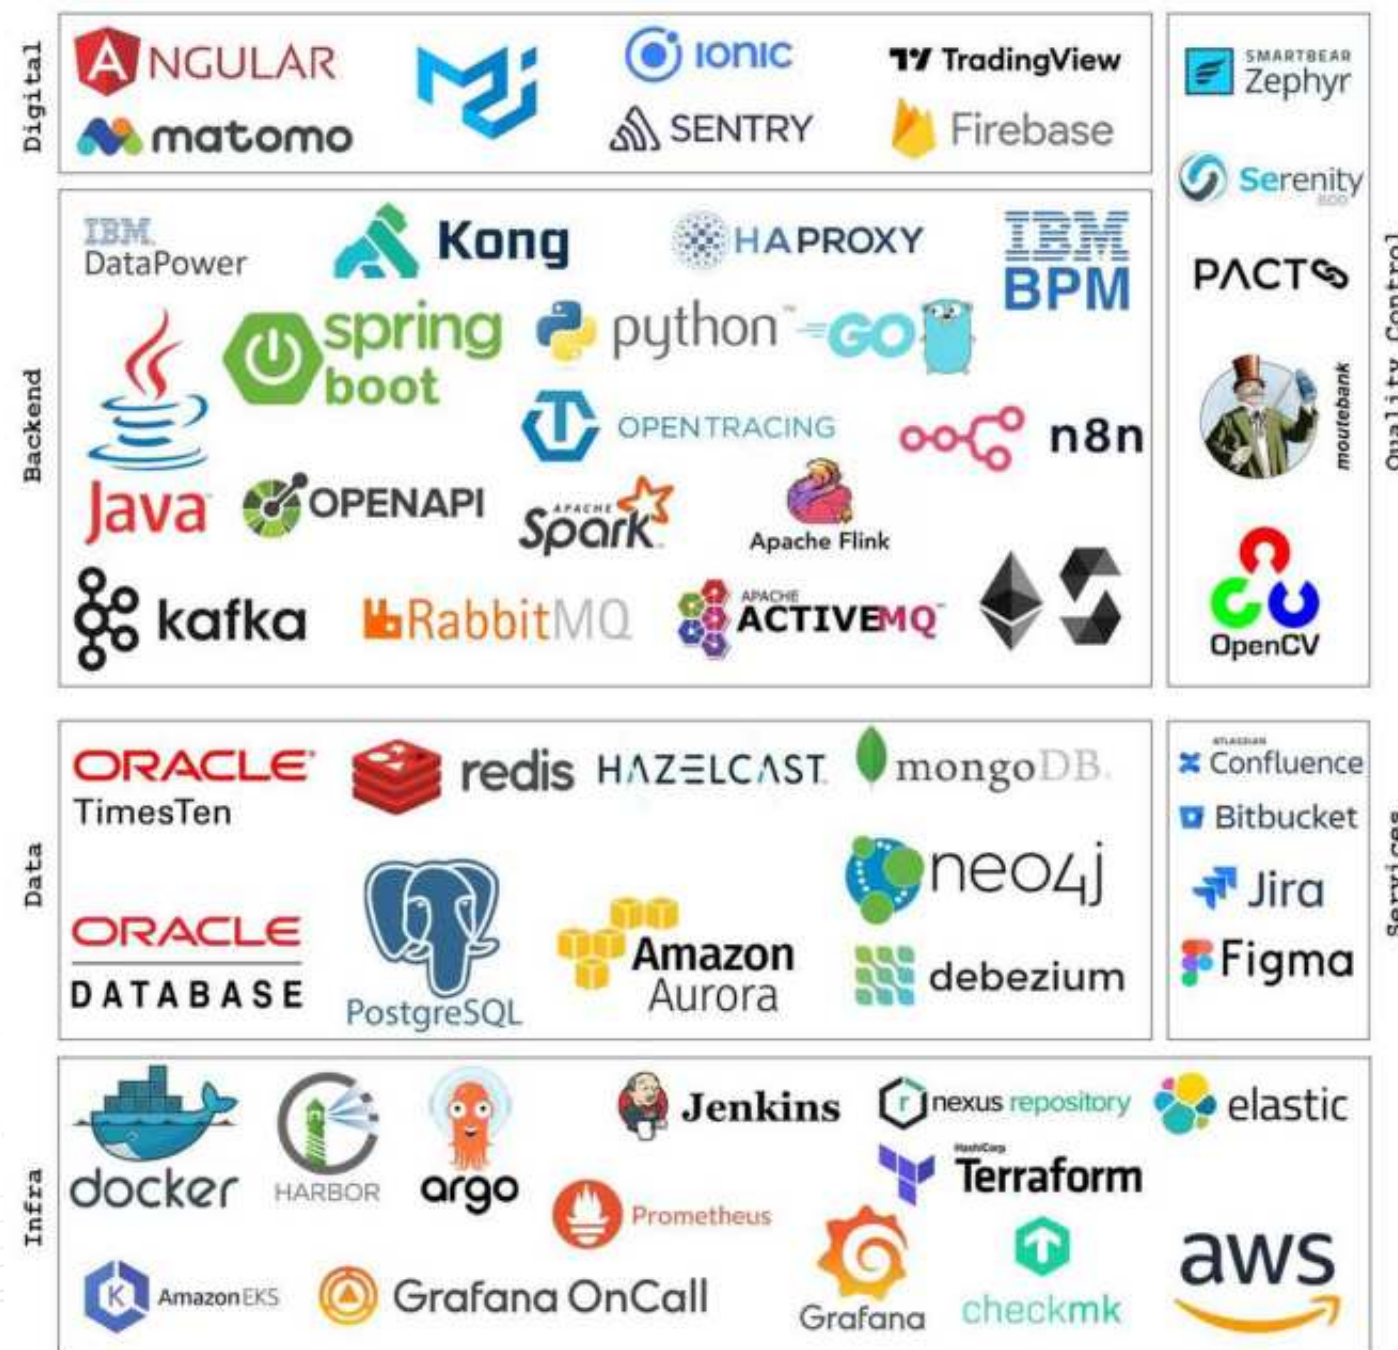 Digital
ANGULAR
IONIC
TradingView
matomo
SENTRY
Firebase
SMARTBEAR
Zephyr
Serenity
BDD
PACT
moutebank
OpenCV
Quality Control
Backend
IBM
DataPower
Kong
HAPROXY
IBM
BPM
spring
boot
python
GO
OPENTRACING
n8n
Java
OPENAPI
APACHE
Spark
Apache Flink
kafka
RabbitMQ
APACHE
ACTIVEMQ
Data
ORACLE
TimesTen
redis
HAZELCAST
mongoDB
neo4j
ORACLE
DATABASE
PostgreSQL
Amazon
Aurora
debezium
ATLASSIAN
Confluence
Bitbucket
Jira
Figma
Services
Infra
docker
HARBOR
argo
Jenkins
nexus repository
elastic
HashiCorp
Terraform
Prometheus
Amazon EKS
Grafana OnCall
Grafana
checkmk
aws